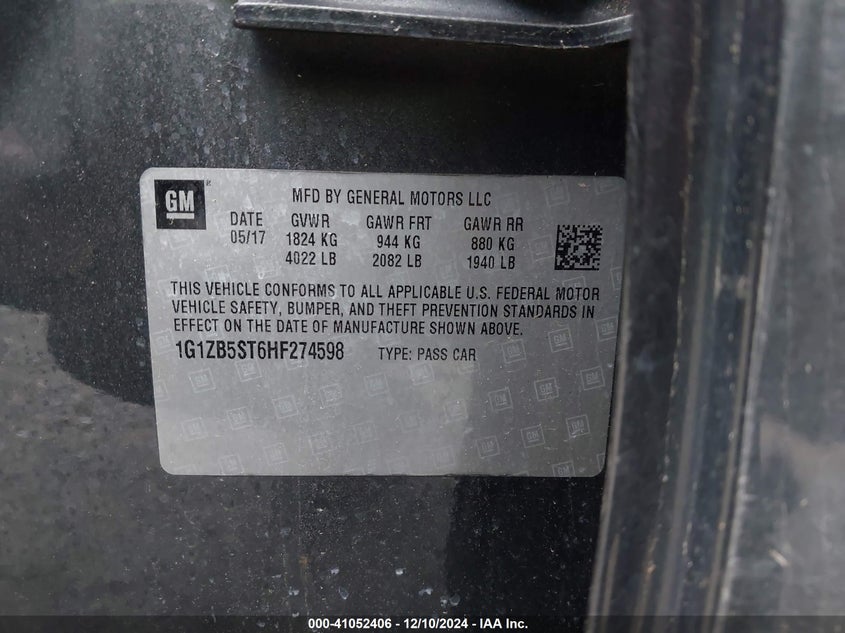 GM
MFD BY GENERAL MOTORS LLC
DATE GVWR GAWR FRT GAWR RR
05/17 1824 KG 944 KG 880 KG
4022 LB 2082 LB 1940 LB
THIS VEHICLE CONFORMS TO ALL APPLICABLE U.S. FEDERAL MOTOR
VEHICLE SAFETY, BUMPER, AND THEFT PREVENTION STANDARDS IN
EFFECT ON THE DATE OF MANUFACTURE SHOWN ABOVE.
1G1ZB5ST6HF274598 TYPE: PASS CAR
000-41052406 - 12/10/2024 - IAA Inc.